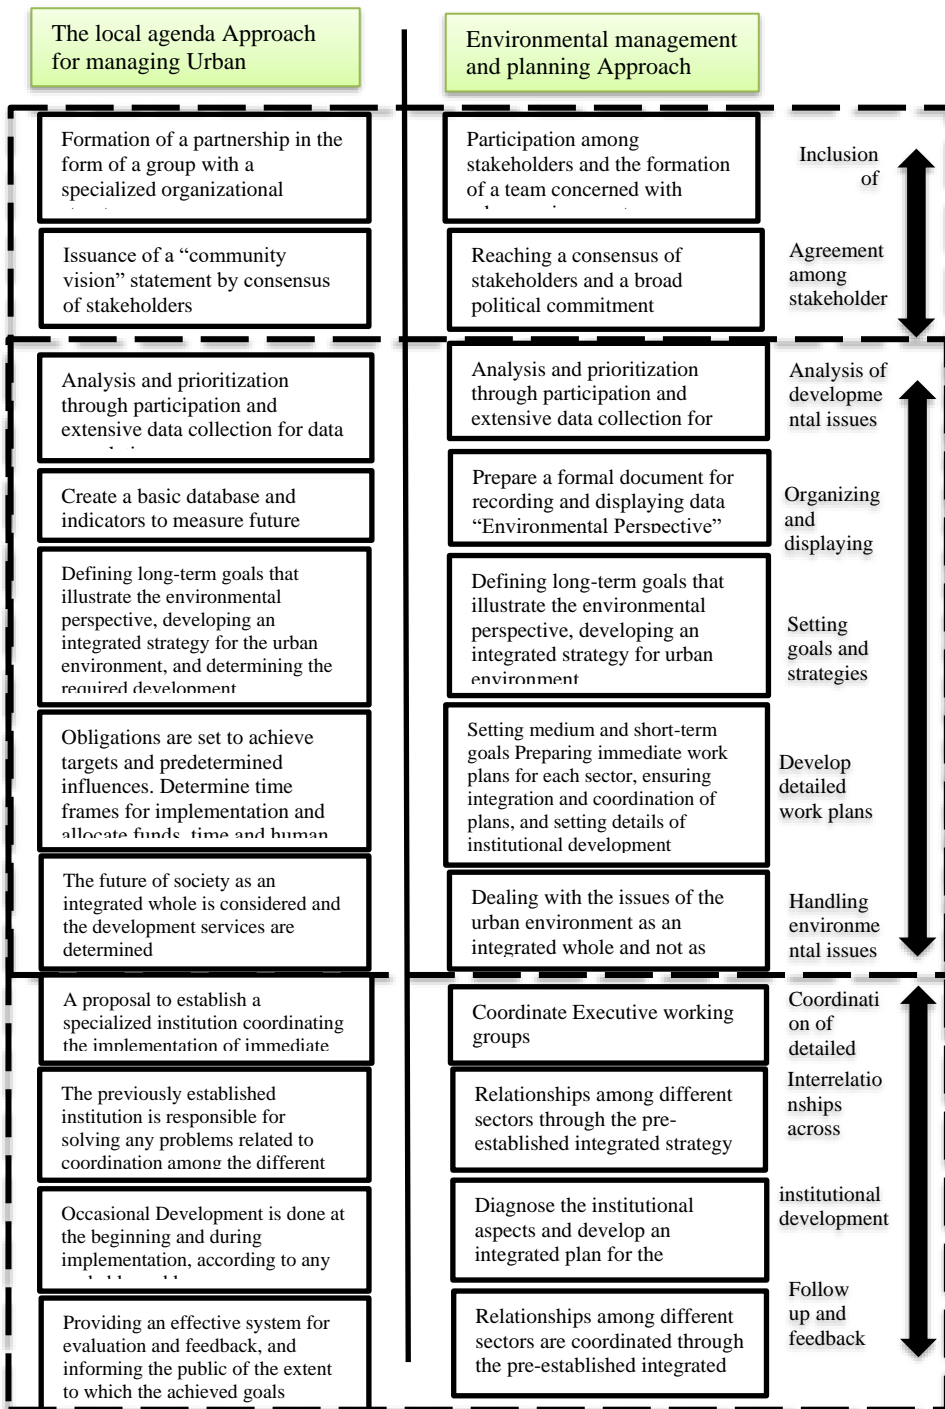 The local agenda Approach
for managing Urban
Environmental management
and planning Approach
Formation of a partnership in the
form of a group with a
specialized organizational
Participation among
stakeholders and the formation
of a team concerned with
Inclusion
of
Issuance of a “community
vision” statement by consensus
of stakeholders
Reaching a consensus of
stakeholders and a broad
political commitment
Agreement
among
stakeholder
Analysis and prioritization
through participation and
extensive data collection for data
Analysis and prioritization
through participation and
extensive data collection for
Analysis of
developme
ntal issues
Create a basic database and
indicators to measure future
Prepare a formal document for
recording and displaying data
“Environmental Perspective”
Organizing
and
displaying
Defining long-term goals that
illustrate the environmental
perspective, developing an
integrated strategy for the urban
environment, and determining the
required development
Defining long-term goals that
illustrate the environmental
perspective, developing an
integrated strategy for urban
environment
Setting
goals and
strategies
Obligations are set to achieve
targets and predetermined
influences. Determine time
frames for implementation and
allocate funds, time and human
Setting medium and short-term
goals Preparing immediate work
plans for each sector, ensuring
integration and coordination of
plans, and setting details of
institutional development
Develop
detailed
work plans
The future of society as an
integrated whole is considered and
the development services are
determined
Dealing with the issues of the
urban environment as an
integrated whole and not as
Handling
environme
ntal issues
A proposal to establish a
specialized institution coordinating
the implementation of immediate
Coordinate Executive working
groups
Coordinati
on of
detailed
The previously established
institution is responsible for
solving any problems related to
coordination among the different
Relationships among different
sectors through the pre-
established integrated strategy
Interrelatio
nships
across
Occasional Development is done at
the beginning and during
implementation, according to any
Diagnose the institutional
aspects and develop an
integrated plan for the
institutional
development
Providing an effective system for
evaluation and feedback, and
informing the public of the extent
to which the achieved goals
Relationships among different
sectors are coordinated through
the pre-established integrated
Follow
up and
feedback